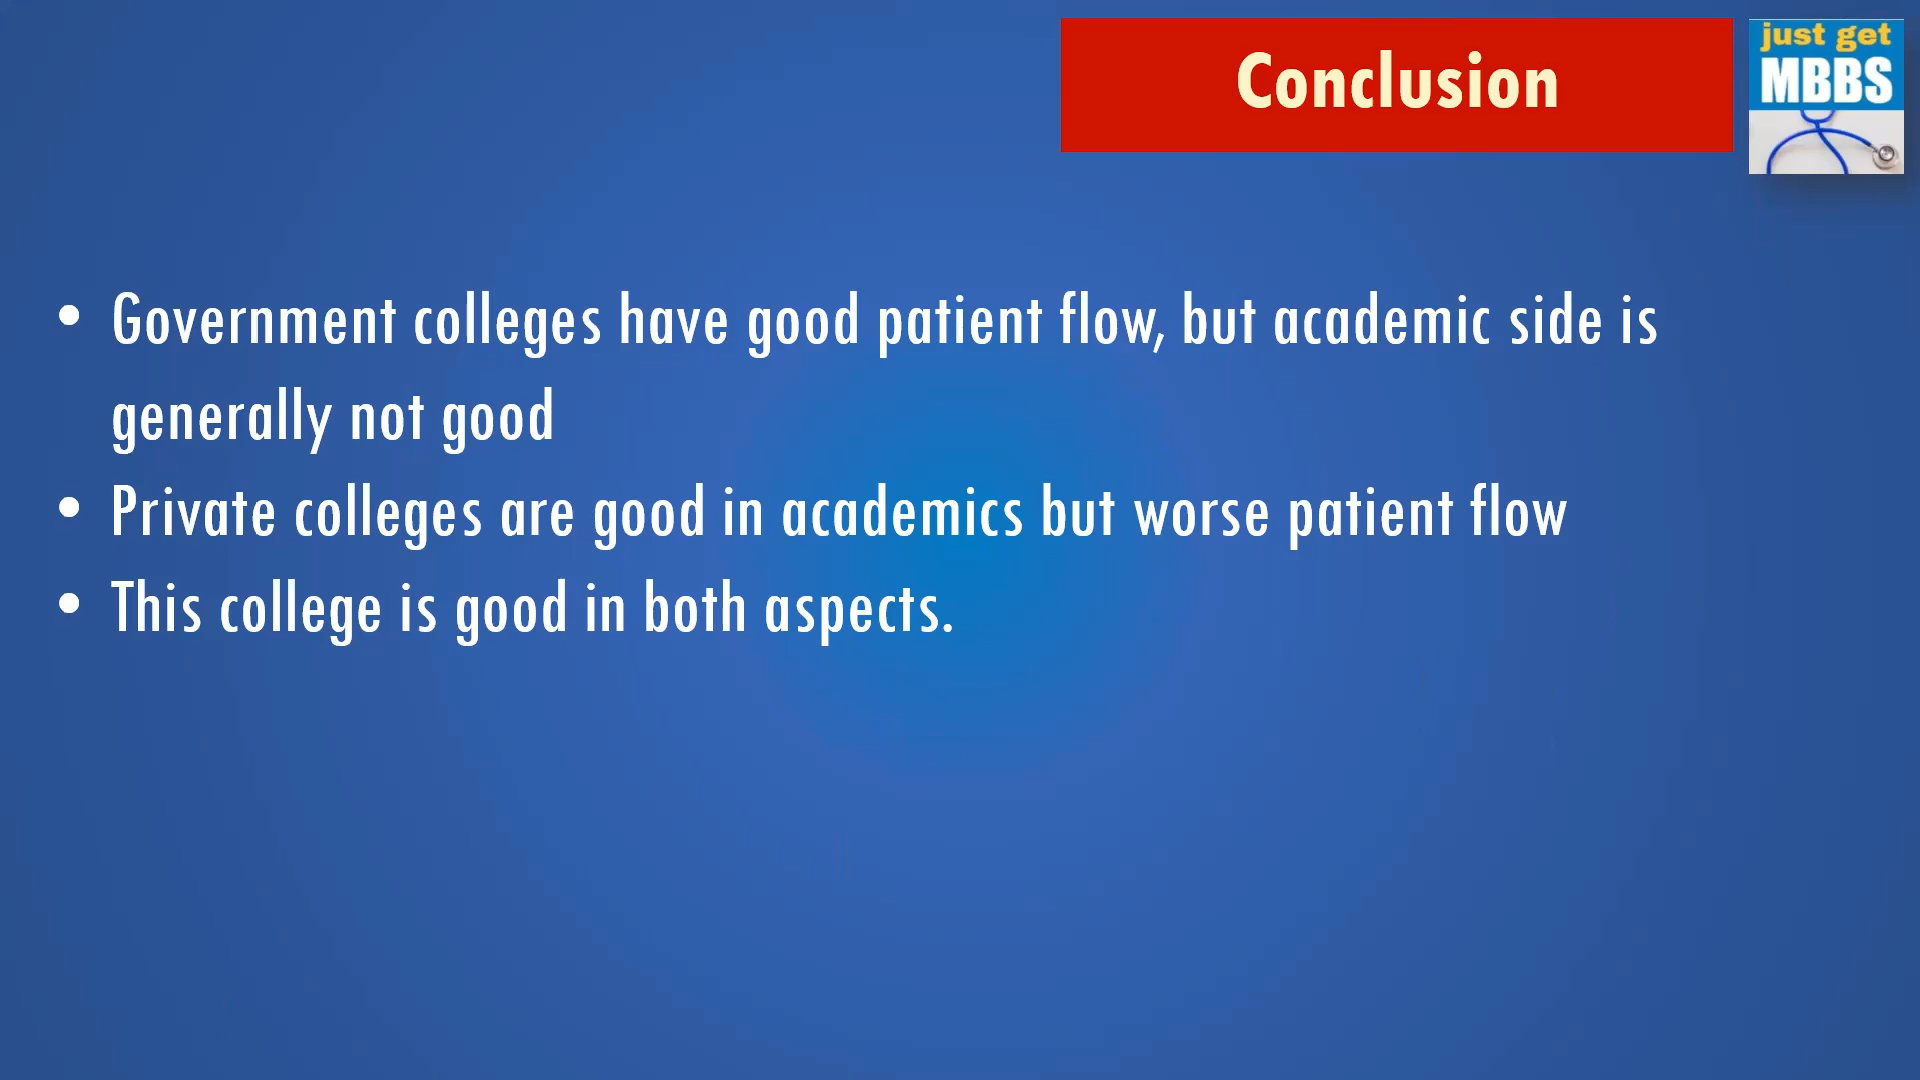 Conclusion
just get
MBBS
• Government colleges have good patient flow, but academic side is
generally not good
• Private colleges are good in academics but worse patient flow
• This college is good in both aspects.